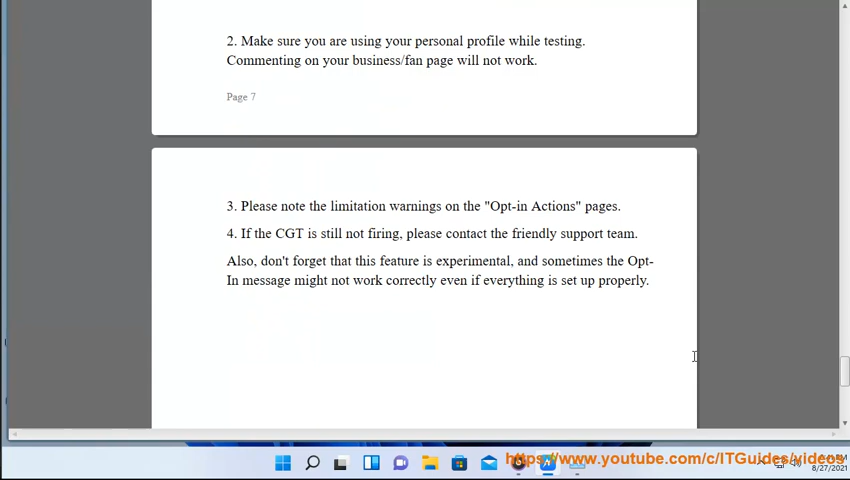 2. Make sure you are using your personal profile while testing.
Commenting on your business/fan page will not work.
Page 7
3. Please note the limitation warnings on the "Opt-in Actions" pages.
4. If the CGT is still not firing, please contact the friendly support team.
Also, don't forget that this feature is experimental, and sometimes the Opt-
In message might not work correctly even if everything is set up properly.
https://www.youtube.com/c/ITGuides/videos
8/27/2021